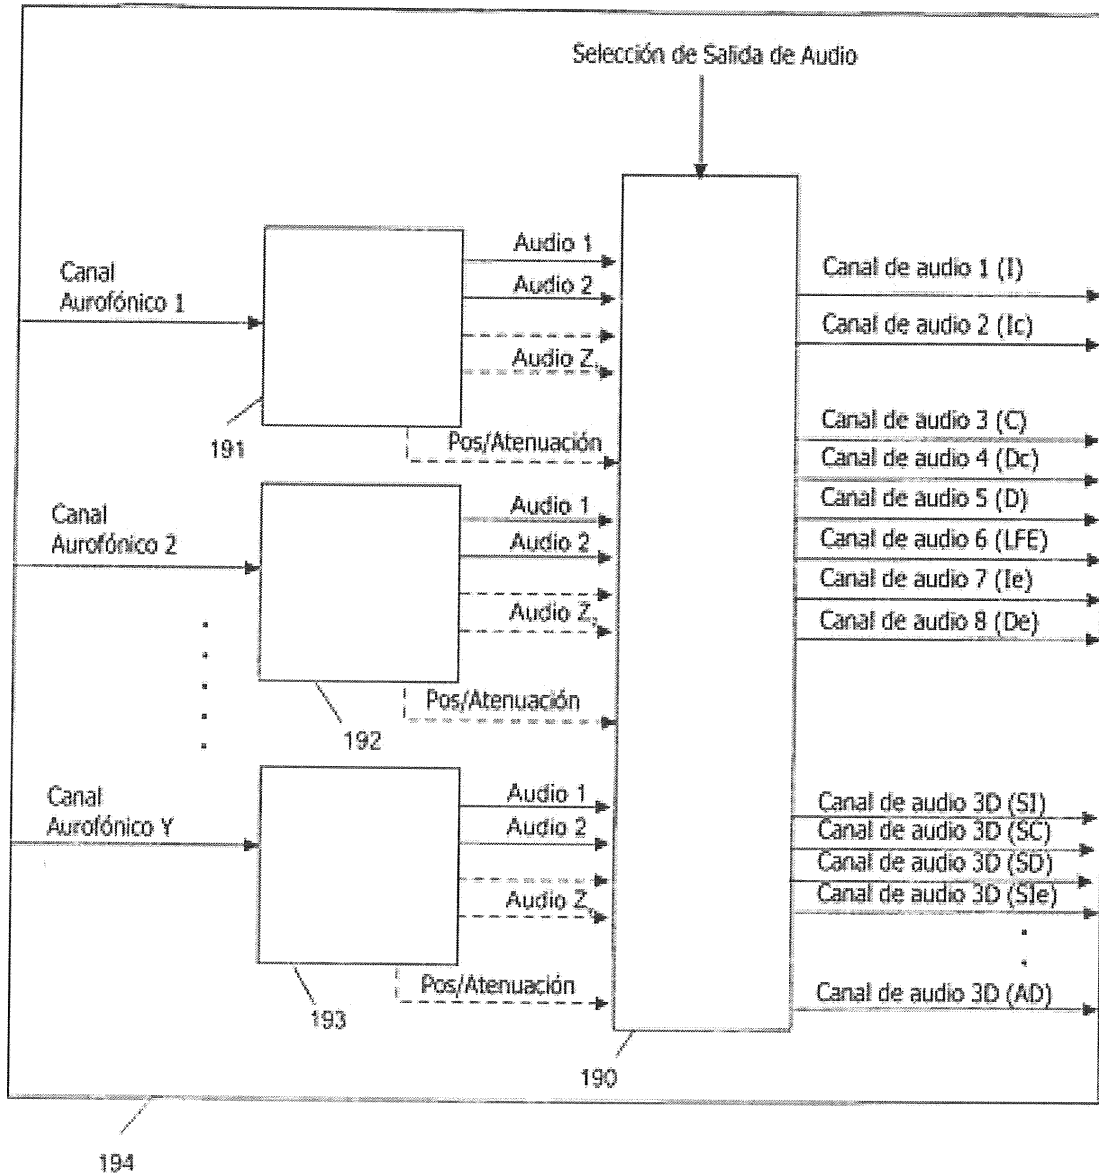 Selección de Salida de Audio
Canal
Aurofónico 1
Audio 1
Audio 2
Audio Z₁
Pos/Atenuación
191
Canal
Aurofónico 2
Audio 1
Audio 2
Audio Z₂
Pos/Atenuación
192
Canal
Aurofónico Y
Audio 1
Audio 2
Audio Zᵧ
Pos/Atenuación
193
190
Canal de audio 1 (I)
Canal de audio 2 (Ic)
Canal de audio 3 (C)
Canal de audio 4 (Dc)
Canal de audio 5 (D)
Canal de audio 6 (LFE)
Canal de audio 7 (Ie)
Canal de audio 8 (De)
Canal de audio 3D (SI)
Canal de audio 3D (SC)
Canal de audio 3D (SD)
Canal de audio 3D (SIe)
Canal de audio 3D (AD)
194